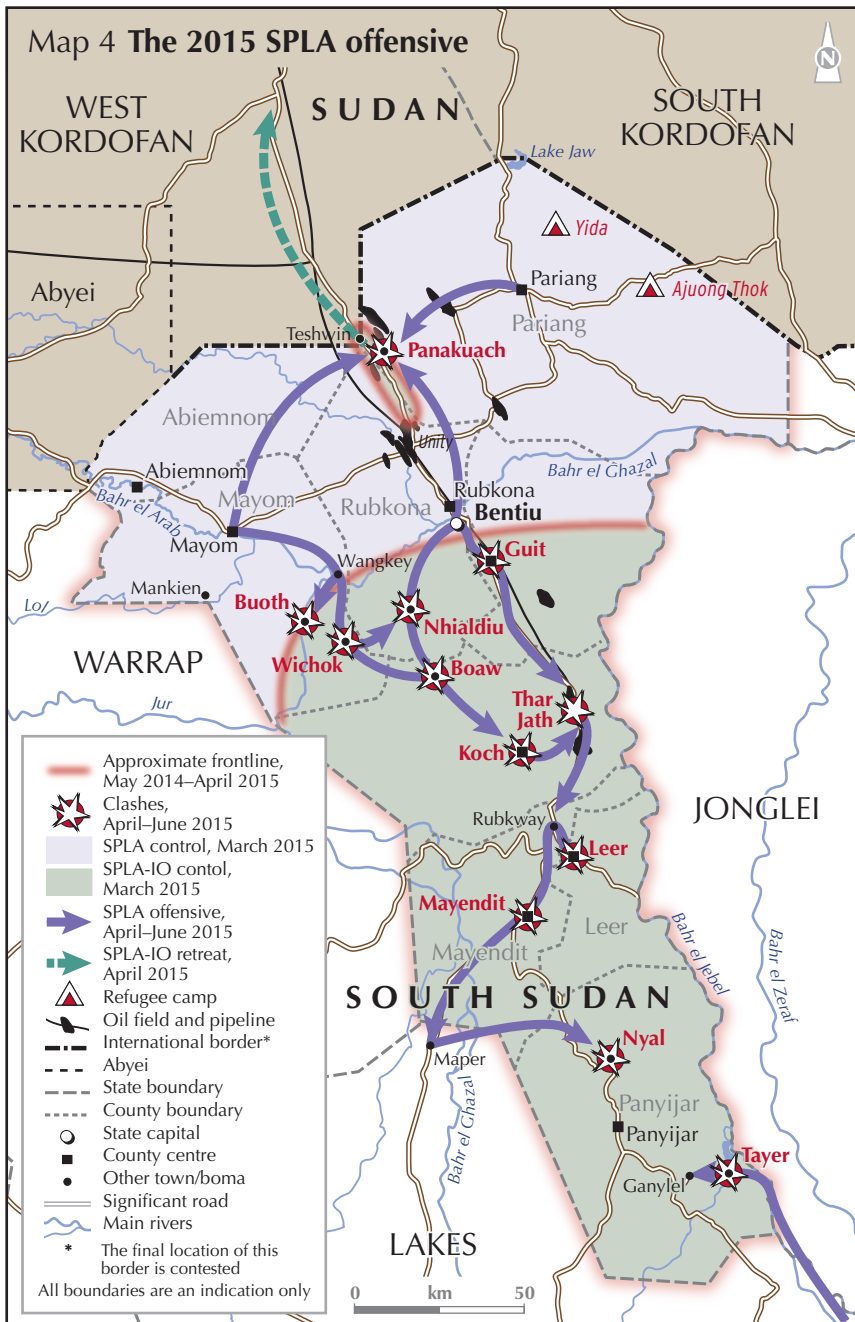 Map 4 The 2015 SPLA offensive
N
WEST
KORDOFAN
SUDAN
SOUTH
KORDOFAN
Lake Jaw
Yida
Ajuong Thok
Abyei
Pariang
Pariang
Teshwin
Panakuach
Abiemnom
Abiemnom
Unity
Bahr el Ghazal
Mayom
Rubkona
Rubkona
Bentiu
Bahr el Arab
Mayom
Guit
Wangkey
Mankien
Buoth
Lol
Nhialdiu
Wichok
WARRAP
Boaw
Jur
Thar
Jath
Koch
JONGLEI
Rubkway
Leer
Mayendit
Leer
Mayendit
Bahr el Jebel
Bahr el Zeraf
SOUTH SUDAN
Maper
Nyal
Bahr el Ghazal
Panyijar
Panyijar
Tayer
Ganylel
LAKES
Approximate frontline,
May 2014–April 2015
Clashes,
April–June 2015
SPLA control, March 2015
SPLA-IO contol,
March 2015
SPLA offensive,
April–June 2015
SPLA-IO retreat,
April 2015
Refugee camp
Oil field and pipeline
International border*
Abyei
State boundary
County boundary
State capital
County centre
Other town/boma
Significant road
Main rivers
* The final location of this
border is contested
All boundaries are an indication only
0 km 50